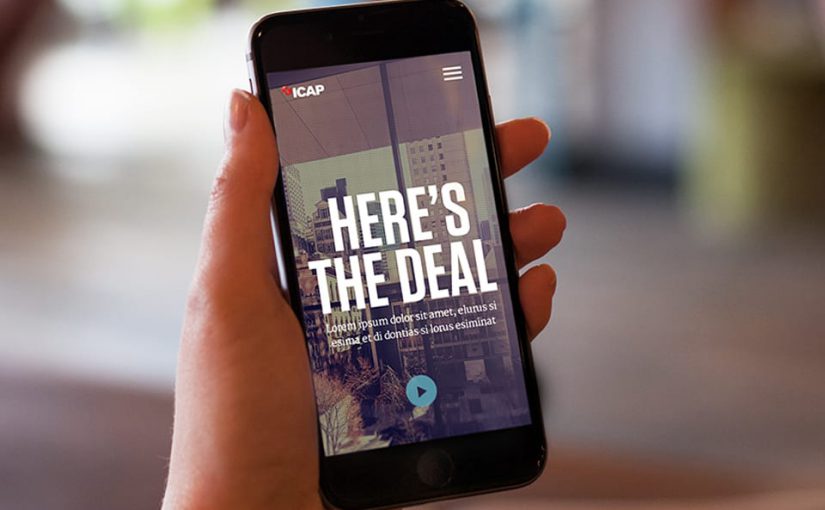 ICAP
HERE'S
THE DEAL
Lorem ipsum dolor sit amet, elurus si
esima et di dontias si lorus esiminat